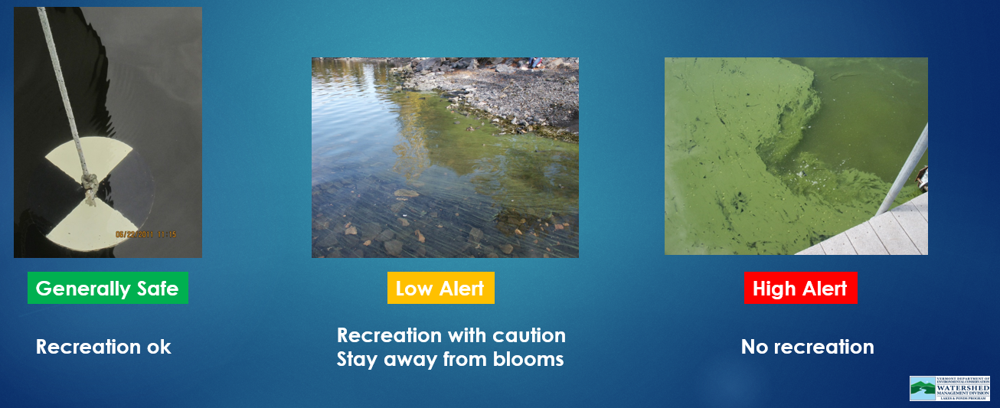 06/23/2011 11:15
Generally Safe
Low Alert
High Alert
Recreation ok
Recreation with caution
Stay away from blooms
No recreation
VERMONT DEPARTMENT OF
ENVIRONMENTAL CONSERVATION
WATERSHED
MANAGEMENT DIVISION
LAKES & PONDS PROGRAM